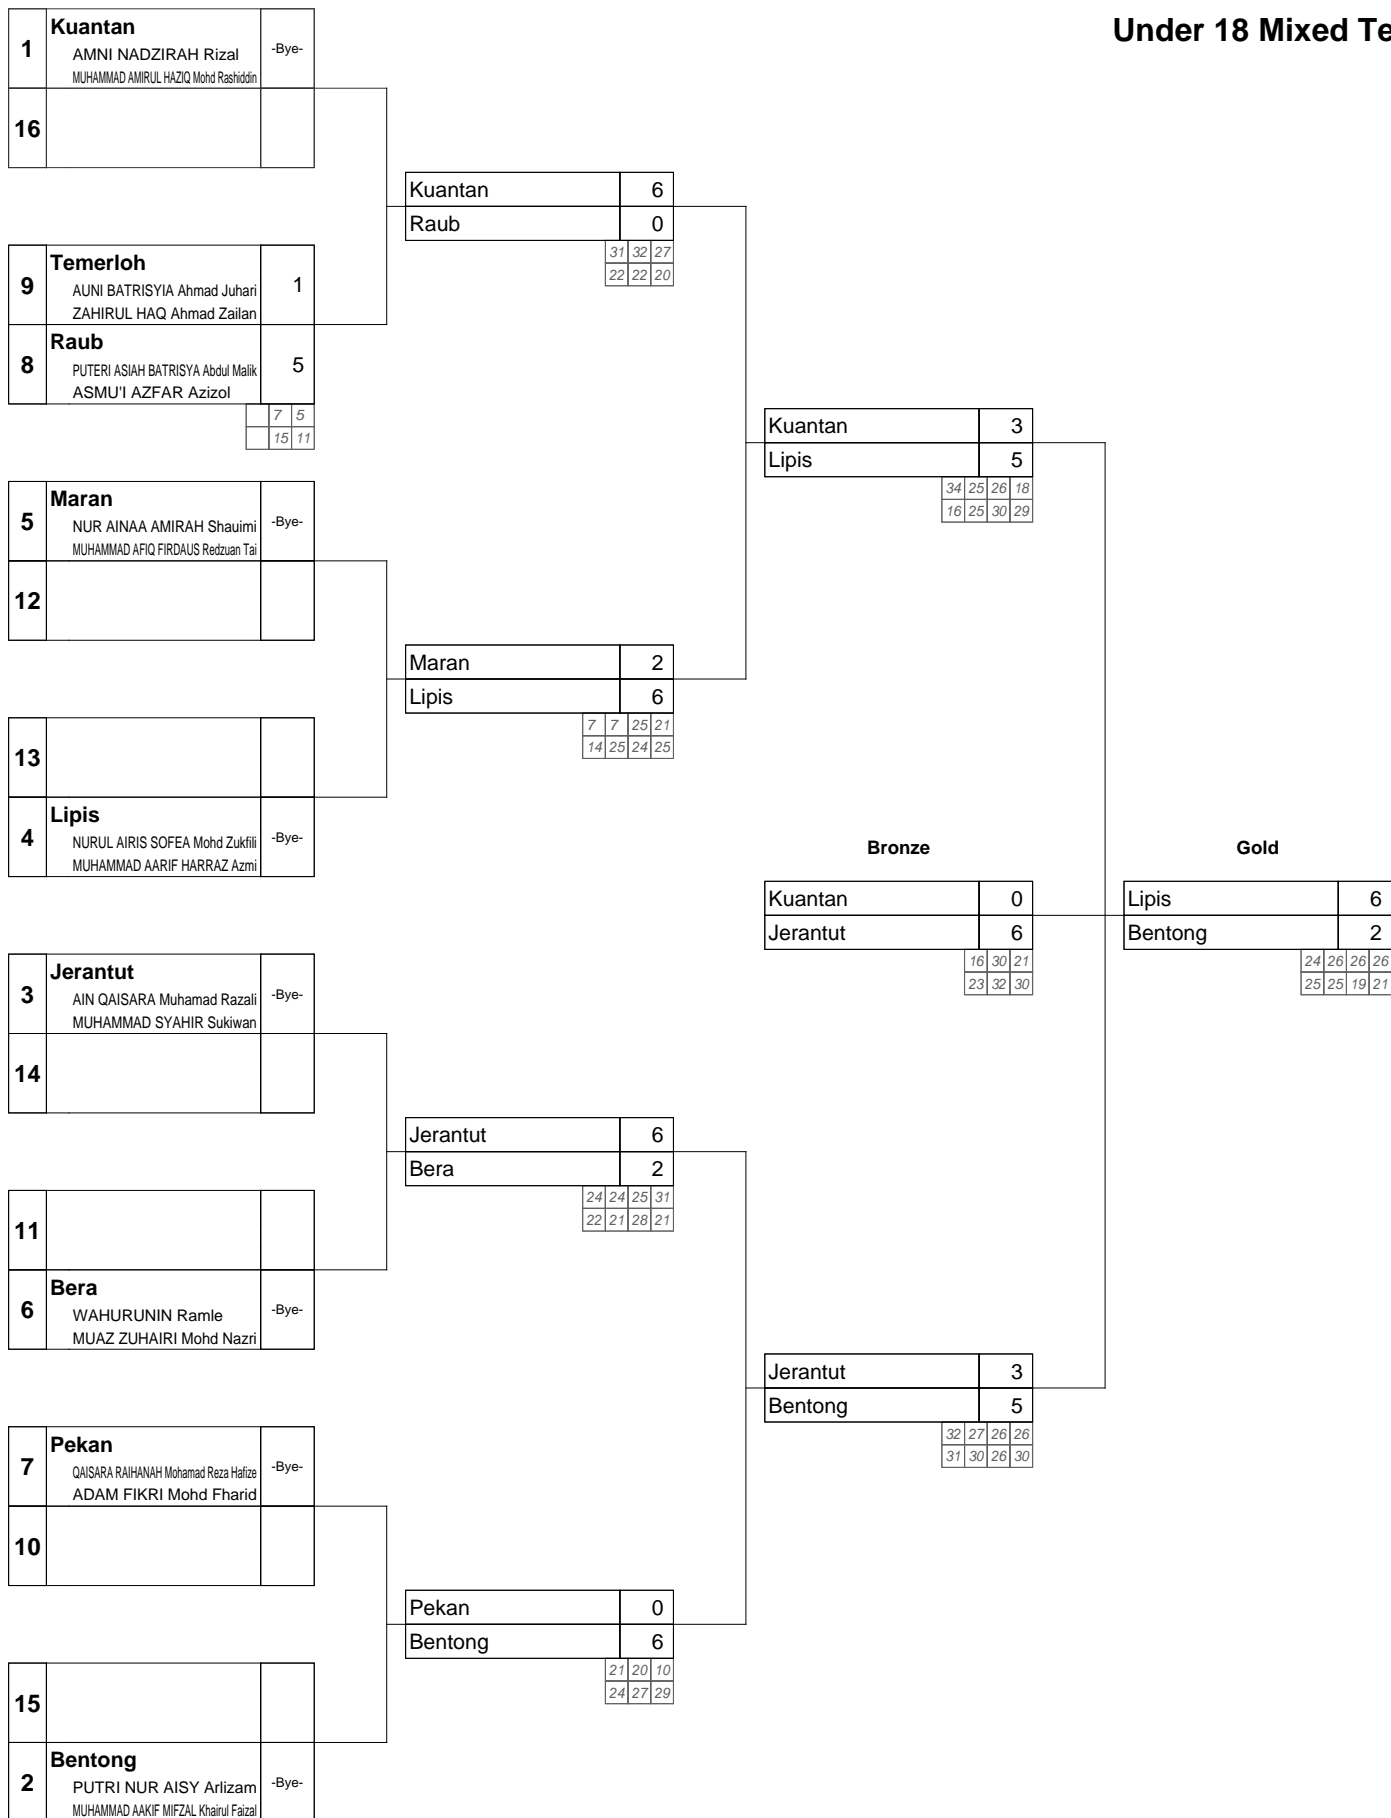 Under 18 Mixed Te
1
Kuantan
AMNI NADZIRAH Rizal
MUHAMMAD AMIRUL HAZIQ Mohd Rashiddin
-Bye-
16
Kuantan 6
Raub 0
31 32 27
22 22 20
9
Temerloh
AUNI BATRISYIA Ahmad Juhari
ZAHIRUL HAQ Ahmad Zailan
1
8
Raub
PUTERI ASIAH BATRISYA Abdul Malik
ASMU'I AZFAR Azizol
5
7 5
15 11
Kuantan 3
Lipis 5
34 25 26 18
16 25 30 29
5
Maran
NUR AINAA AMIRAH Shauimi
MUHAMMAD AFIQ FIRDAUS Redzuan Tai
-Bye-
12
Maran 2
Lipis 6
7 7 25 21
14 25 24 25
13
4
Lipis
NURUL AIRIS SOFEA Mohd Zukfili
MUHAMMAD AARIF HARRAZ Azmi
-Bye-
Bronze
Kuantan 0
Jerantut 6
16 30 21
23 32 30
Gold
Lipis 6
Bentong 2
24 26 26 26
25 25 19 21
3
Jerantut
AIN QAISARA Muhamad Razali
MUHAMMAD SYAHIR Sukiwan
-Bye-
14
Jerantut 6
Bera 2
24 24 25 31
22 21 28 21
11
6
Bera
WAHURUNIN Ramle
MUAZ ZUHAIRI Mohd Nazri
-Bye-
Jerantut 3
Bentong 5
32 27 26 26
31 30 26 30
7
Pekan
QAISARA RAIHANAH Mohamad Reza Hafize
ADAM FIKRI Mohd Fharid
-Bye-
10
Pekan 0
Bentong 6
21 20 10
24 27 29
15
2
Bentong
PUTRI NUR AISY Arlizam
MUHAMMAD AAKIF MIFZAL Khairul Faizal
-Bye-